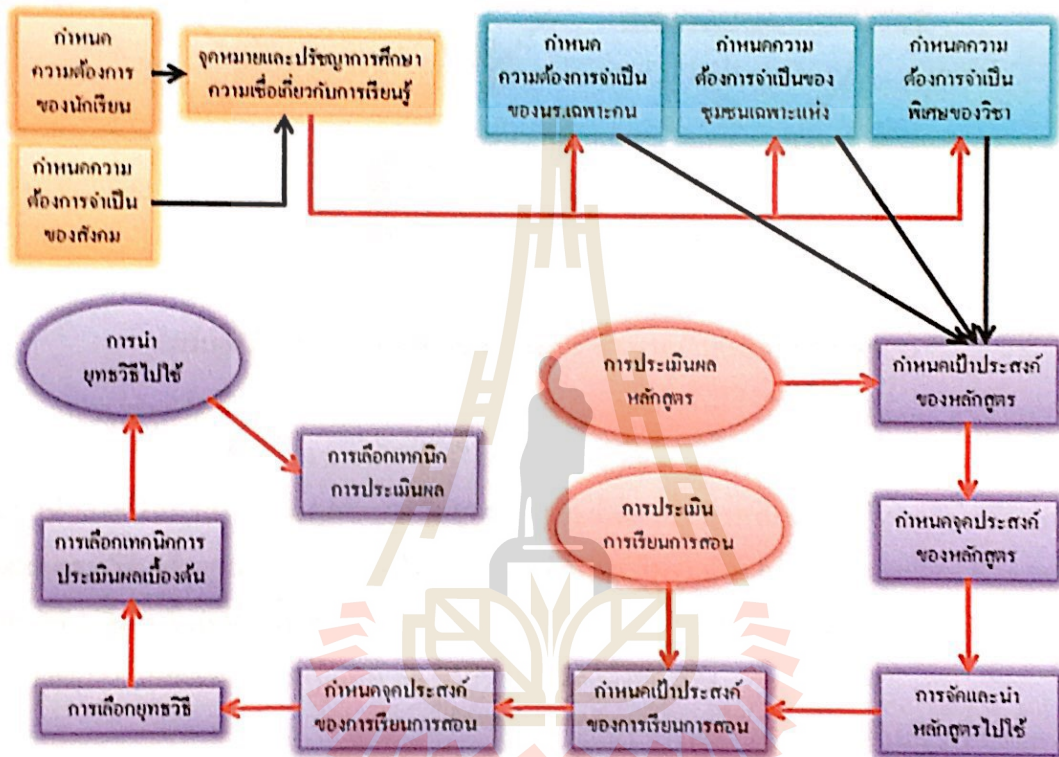 กำหนด
ความต้องการ
ของนักเรียน
จุดหมายและปรัชญาการศึกษา
ความเชื่อเกี่ยวกับการเรียนรู้
กำหนด
ความต้องการจำเป็น
ของนร.เฉพาะคน
กำหนดความ
ต้องการจำเป็นของ
ชุมชนเฉพาะแห่ง
กำหนดความ
ต้องการจำเป็น
พิเศษของวิชา
กำหนดความ
ต้องการจำเป็น
ของสังคม
การนำ
ยุทธวิธีไปใช้
การประเมินผล
หลักสูตร
กำหนดเป้าประสงค์
ของหลักสูตร
การเลือกเทคนิค
การประเมินผล
การประเมิน
การเรียนการสอน
การเลือกเทคนิคการ
ประเมินผลเบื้องต้น
กำหนดจุดประสงค์
ของหลักสูตร
การเลือกยุทธวิธี
กำหนดจุดประสงค์
ของการเรียนการสอน
กำหนดเป้าประสงค์
ของการเรียนการสอน
การจัดและนำ
หลักสูตรไปใช้